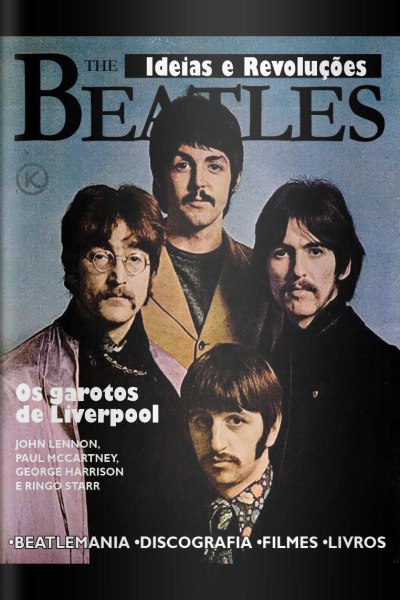 Ideias e Revoluções
THE
BEATLES
K
Os garotos
de Liverpool
JOHN LENNON,
PAUL MCCARTNEY,
GEORGE HARRISON
E RINGO STARR
•BEATLEMANIA •DISCOGRAFIA •FILMES •LIVROS